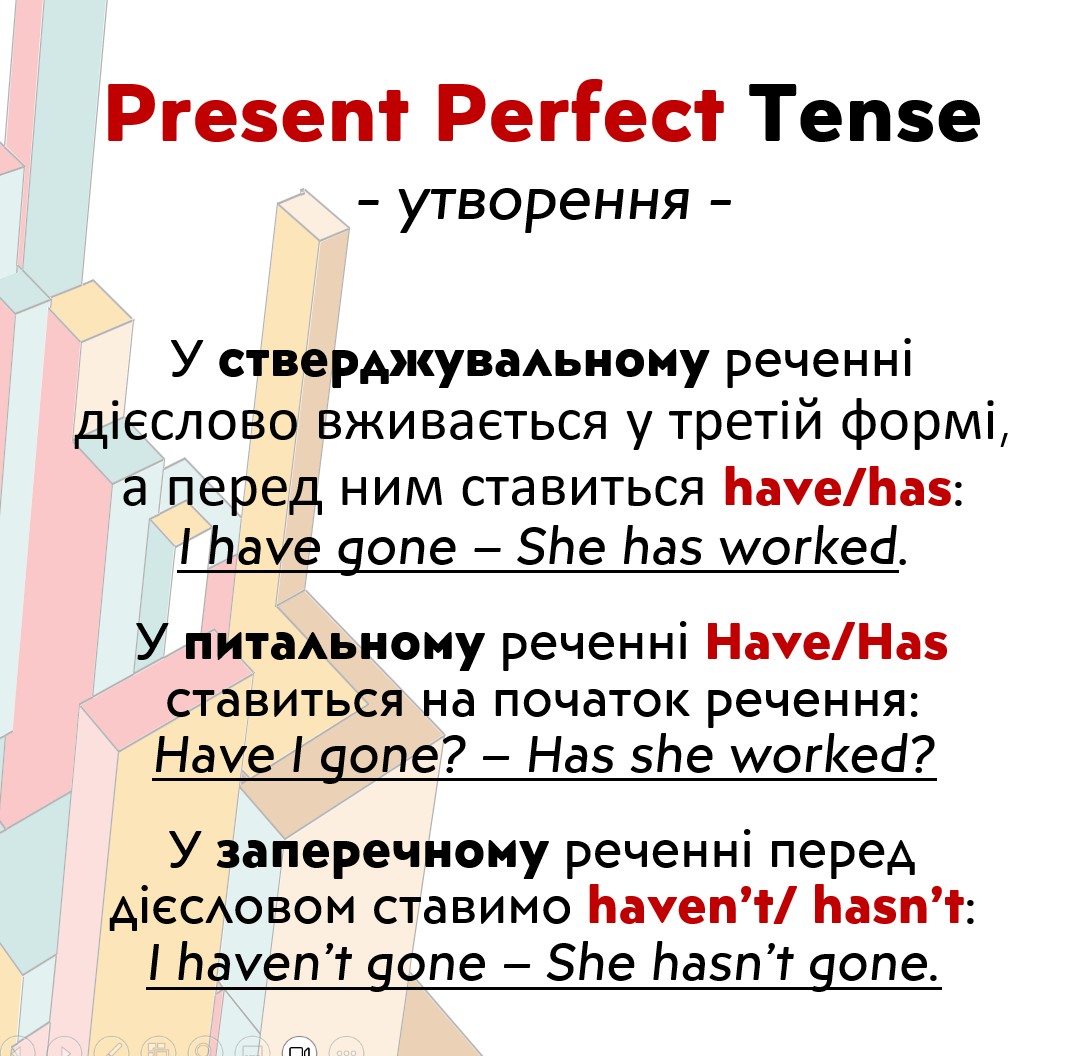 Present Perfect Tense
- утворення -
У стверджувальному реченні
дієслово вживається у третій формі,
а перед ним ставиться have/has:
I have gone – She has worked.
У питальному реченні Have/Has
ставиться на початок речення:
Have I gone? – Has she worked?
У заперечному реченні перед
дієсловом ставимо haven’t/ hasn’t:
I haven’t gone – She hasn’t gone.